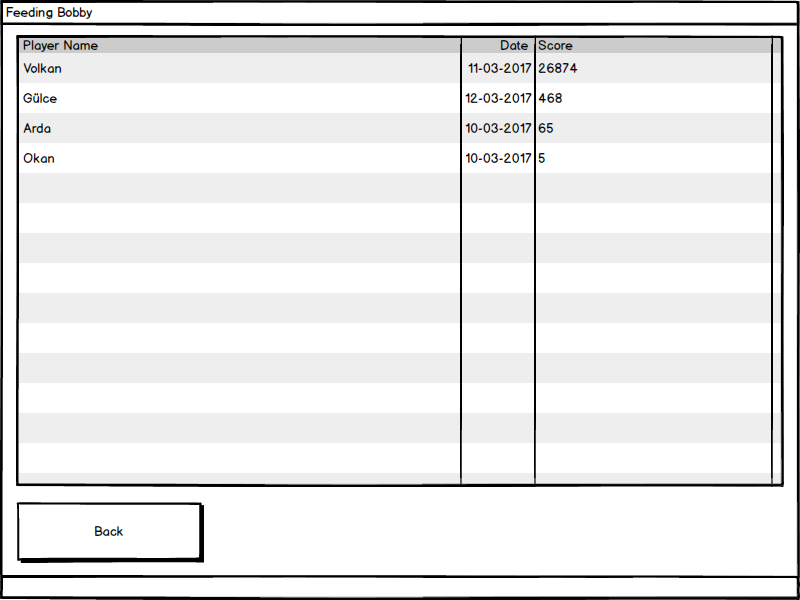 Feeding Bobby
Player Name Date Score
Volkan 11-03-2017 26874
Gülce 12-03-2017 468
Arda 10-03-2017 65
Okan 10-03-2017 5
Back